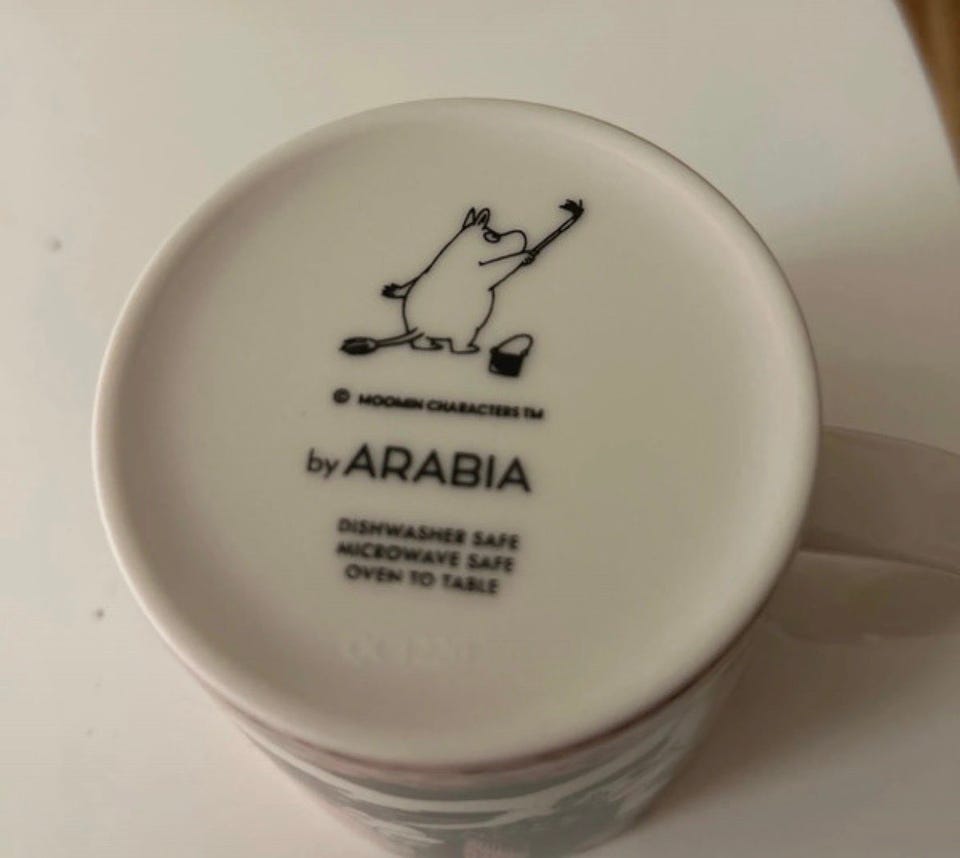 © MOOMIN CHARACTERS TM
by ARABIA
DISHWASHER SAFE
MICROWAVE SAFE
OVEN TO TABLE